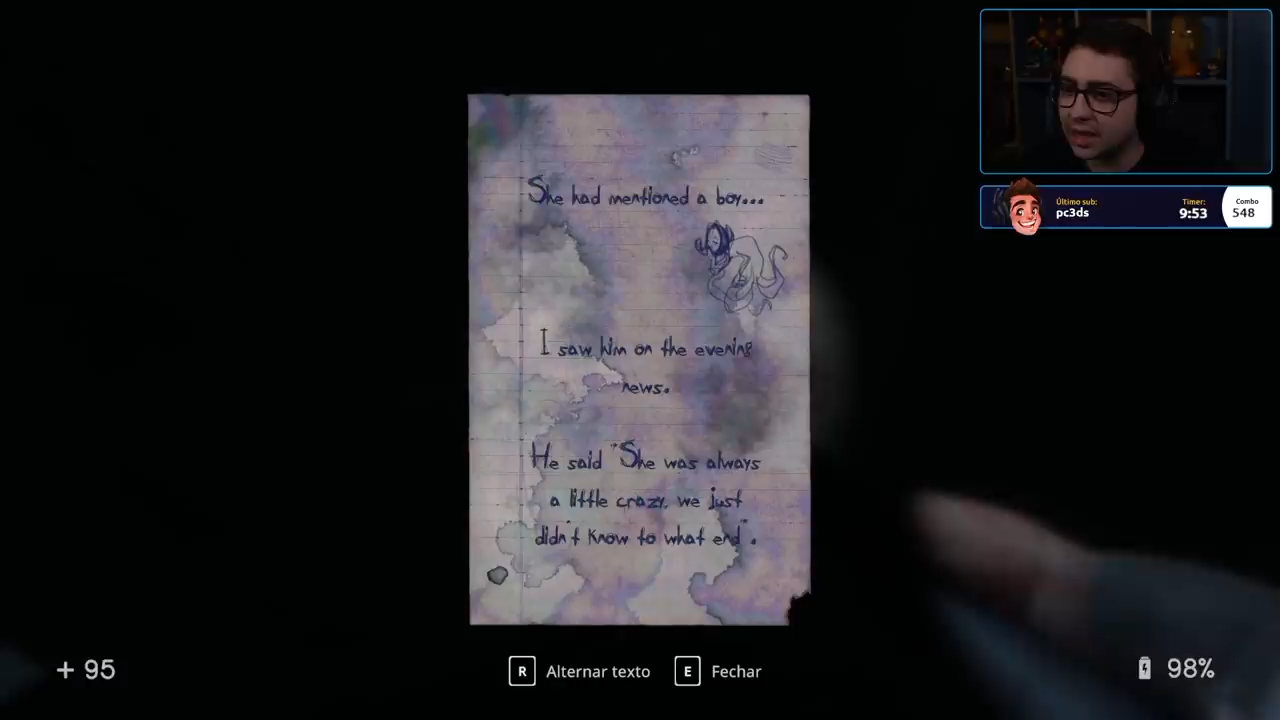 She had mentioned a boy...
I saw him on the evening
news.
He said "She was always
a little crazy, we just
didn't know to what end".
Último sub:
pc3ds
Timer:
9:53
Combo
548
+ 95
R Alternar texto
E Fechar
98%